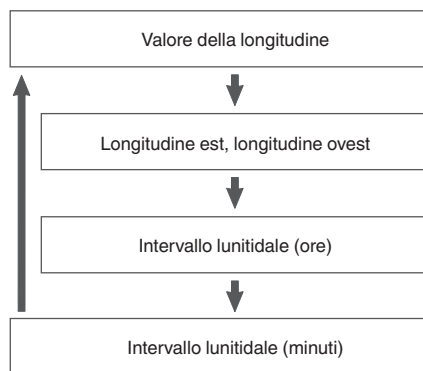 Valore della longitudine
Longitudine est, longitudine ovest
Intervallo lunitidale (ore)
Intervallo lunitidale (minuti)